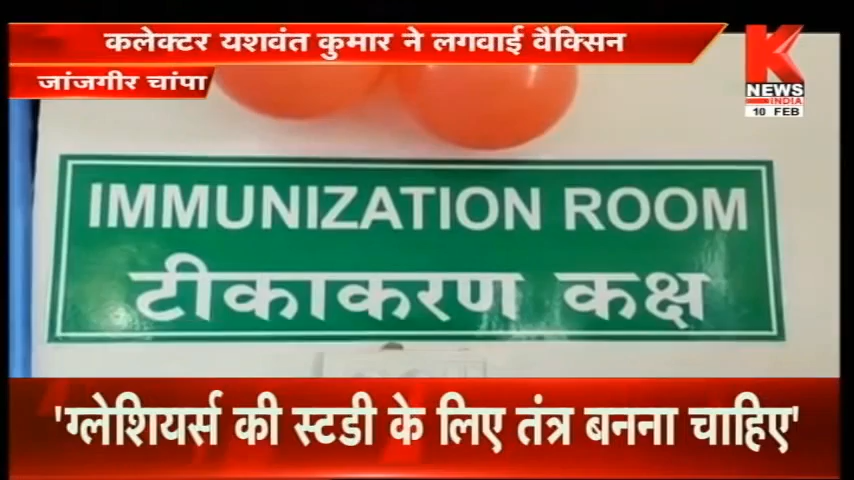 कलेक्टर यशवंत कुमार ने लगवाई वैक्सिन
जांजगीर चांपा
K
NEWS
INDIA
10 FEB
IMMUNIZATION ROOM
टीकाकरण कक्ष
'ग्लेशियर्स की स्टडी के लिए तंत्र बनना चाहिए'